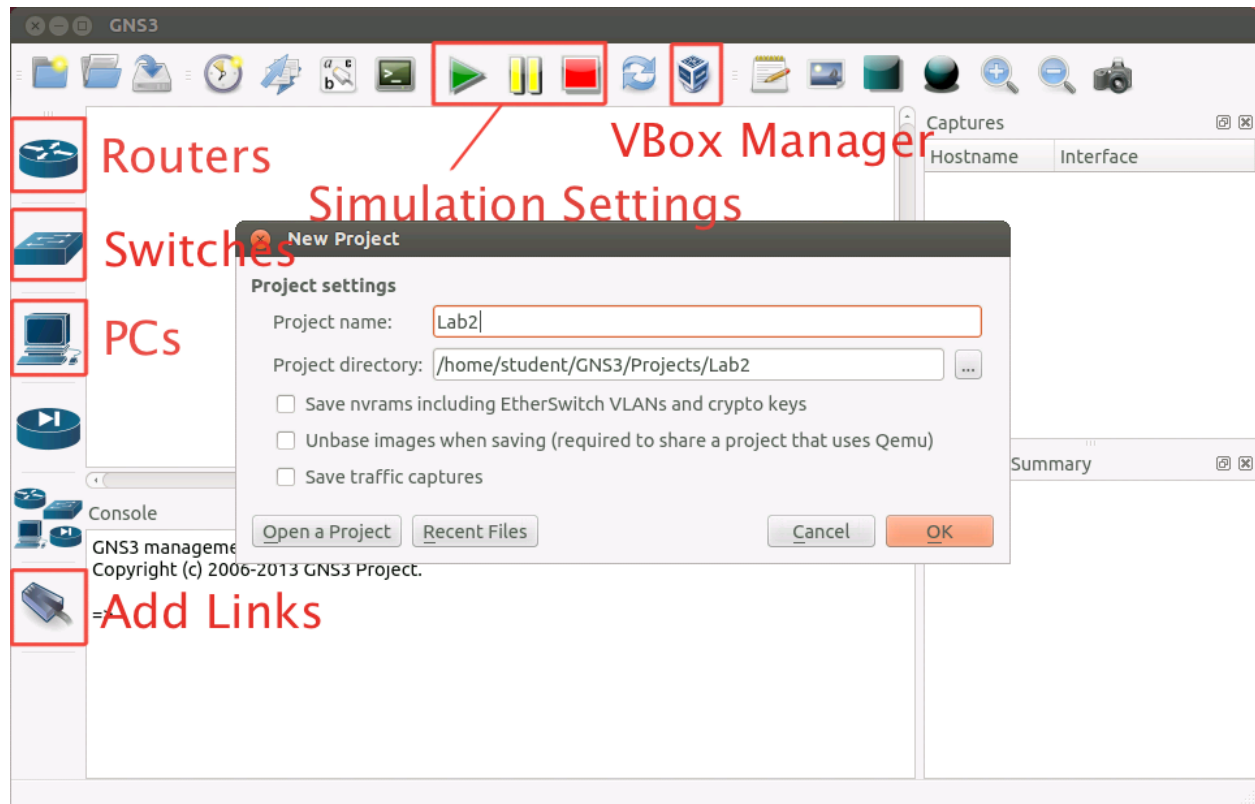 GNS3
a c
b
>_
VBox Manager
Routers
Simulation Settings
Captures
Hostname Interface
Switches
New Project
Project settings
Project name: Lab2
Project directory: /home/student/GNS3/Projects/Lab2 ...
Save nvrams including EtherSwitch VLANs and crypto keys
PCs
Unbase images when saving (required to share a project that uses Qemu)
Save traffic captures
Summary
Open a Project Recent Files Cancel OK
Console
GNS3 manageme
Copyright (c) 2006-2013 GNS3 Project.
=>
Add Links